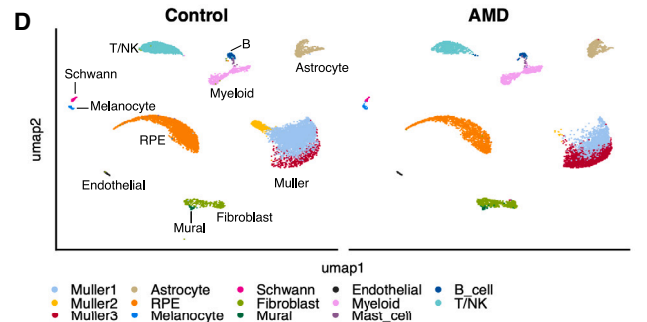 D
Control
AMD
T/NK
B
Astrocyte
Schwann
Myeloid
Melanocyte
RPE
Endothelial
Muller
Fibroblast
Mural
umap2
umap1
Muller1 Astrocyte Schwann Endothelial B_cell
Muller2 RPE Fibroblast Myeloid T/NK
Muller3 Melanocyte Mural Mast_cell